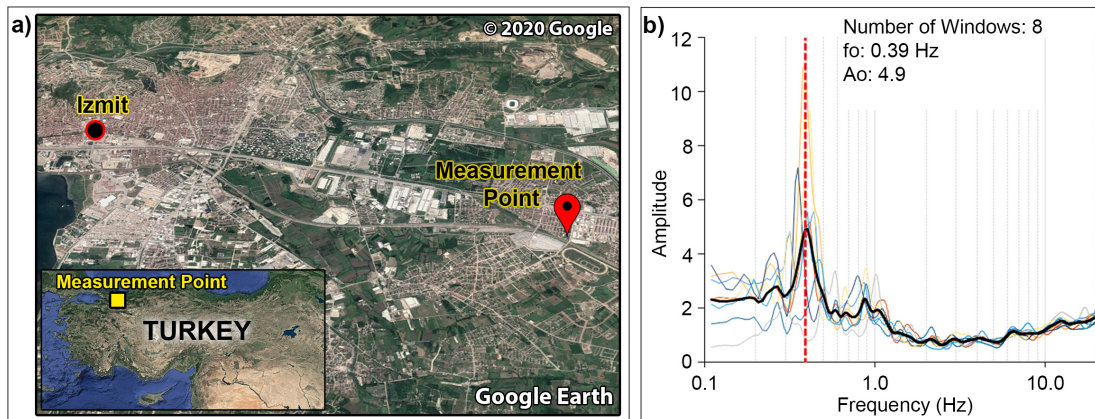 a)
© 2020 Google
Izmit
Measurement
Point
Measurement Point
TURKEY
Google Earth
b)
Number of Windows: 8
fo: 0.39 Hz
Ao: 4.9
12
10
8
6
4
2
0
Amplitude
0.1
1.0
10.0
Frequency (Hz)